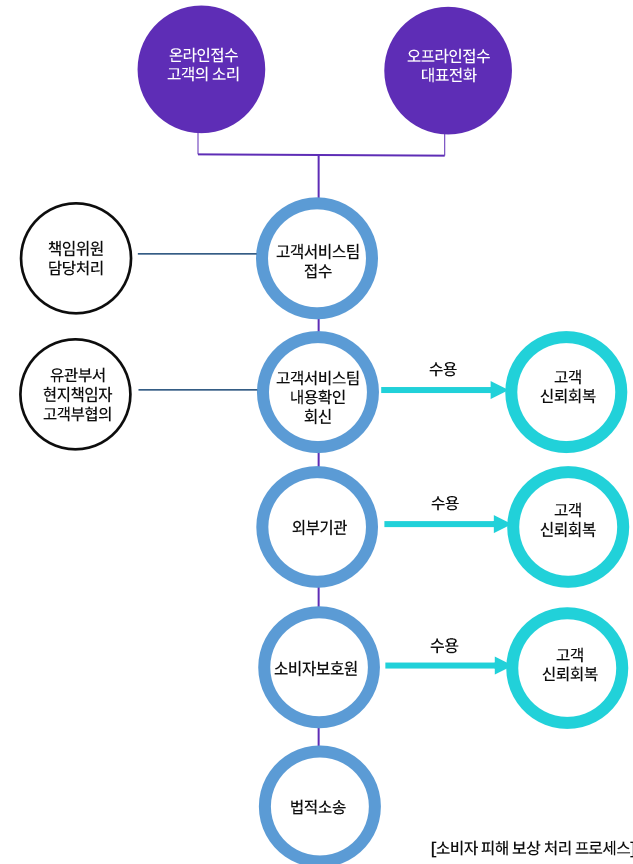 온라인접수
고객의 소리
오프라인접수
대표전화
책임위원
담당처리
고객서비스팀
접수
유관부서
현지책임자
고객부협의
고객서비스팀
내용확인
회신
수용
고객
신뢰회복
외부기관
수용
고객
신뢰회복
소비자보호원
수용
고객
신뢰회복
법적소송
[소비자 피해 보상 처리 프로세스]